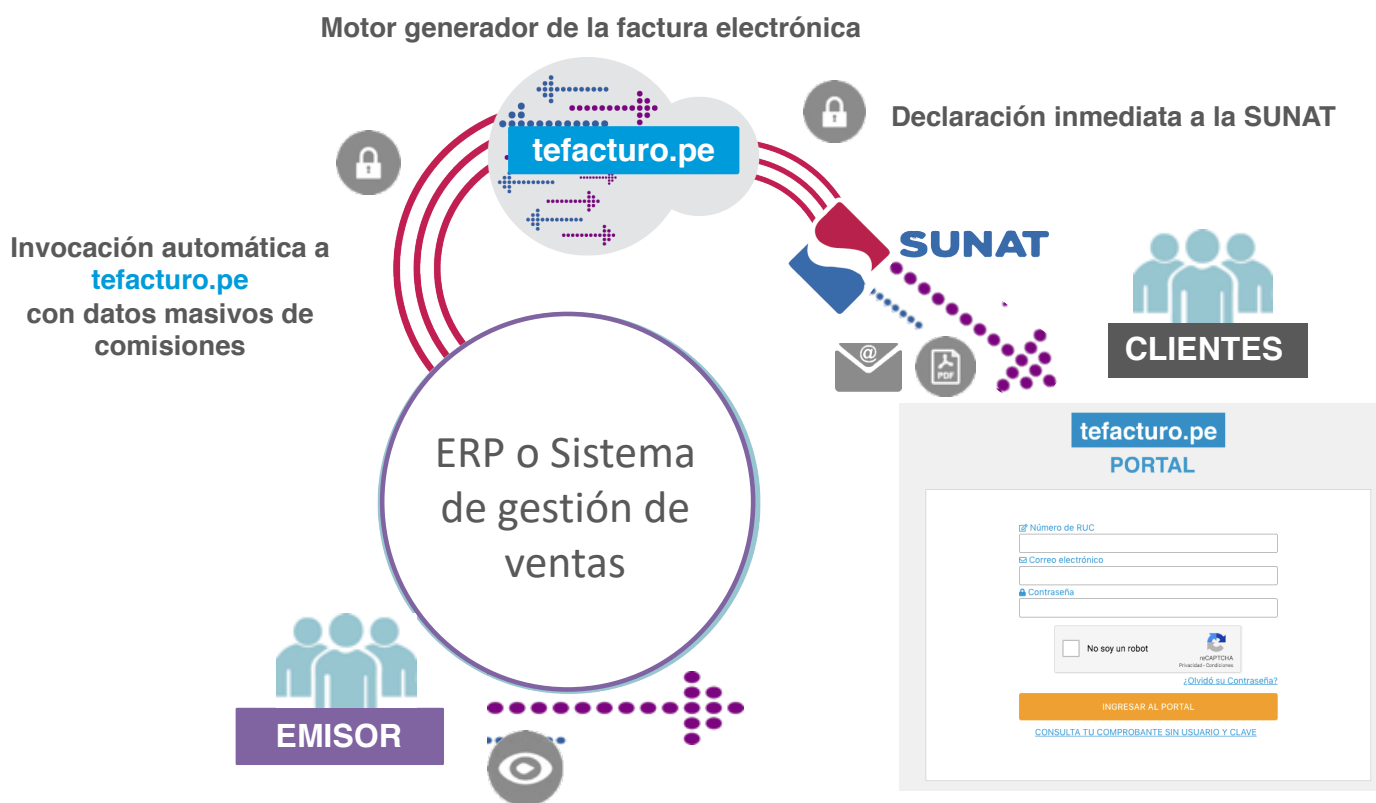 Motor generador de la factura electrónica
tefacturo.pe
Declaración inmediata a la SUNAT
Invocación automática a
tefacturo.pe
con datos masivos de
comisiones
SUNAT
@
PDF
CLIENTES
ERP o Sistema
de gestión de
ventas
EMISOR
tefacturo.pe
PORTAL
Número de RUC
Correo electrónico
Contraseña
No soy un robot
reCAPTCHA
Privacidad - Condiciones
¿Olvidó su Contraseña?
INGRESAR AL PORTAL
CONSULTA TU COMPROBANTE SIN USUARIO Y CLAVE